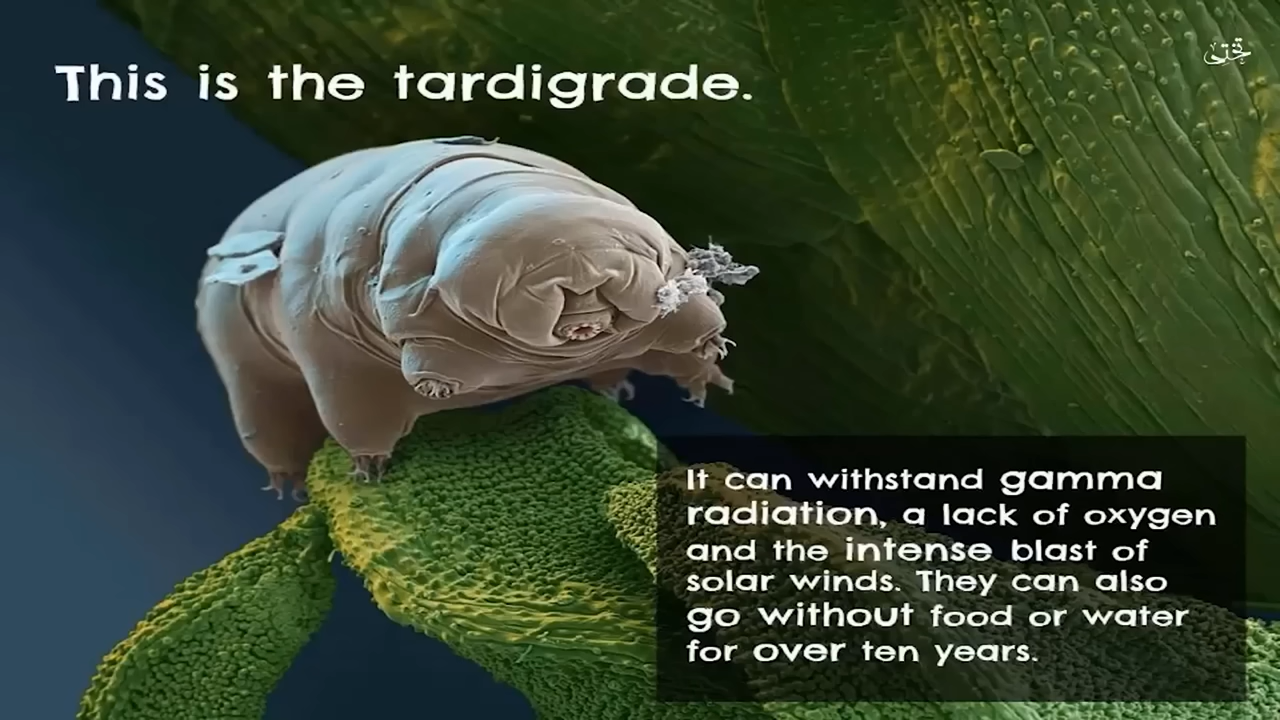 This is the tardigrade.
It can withstand gamma
radiation, a lack of oxygen
and the intense blast of
solar winds. They can also
go without food or water
for over ten years.